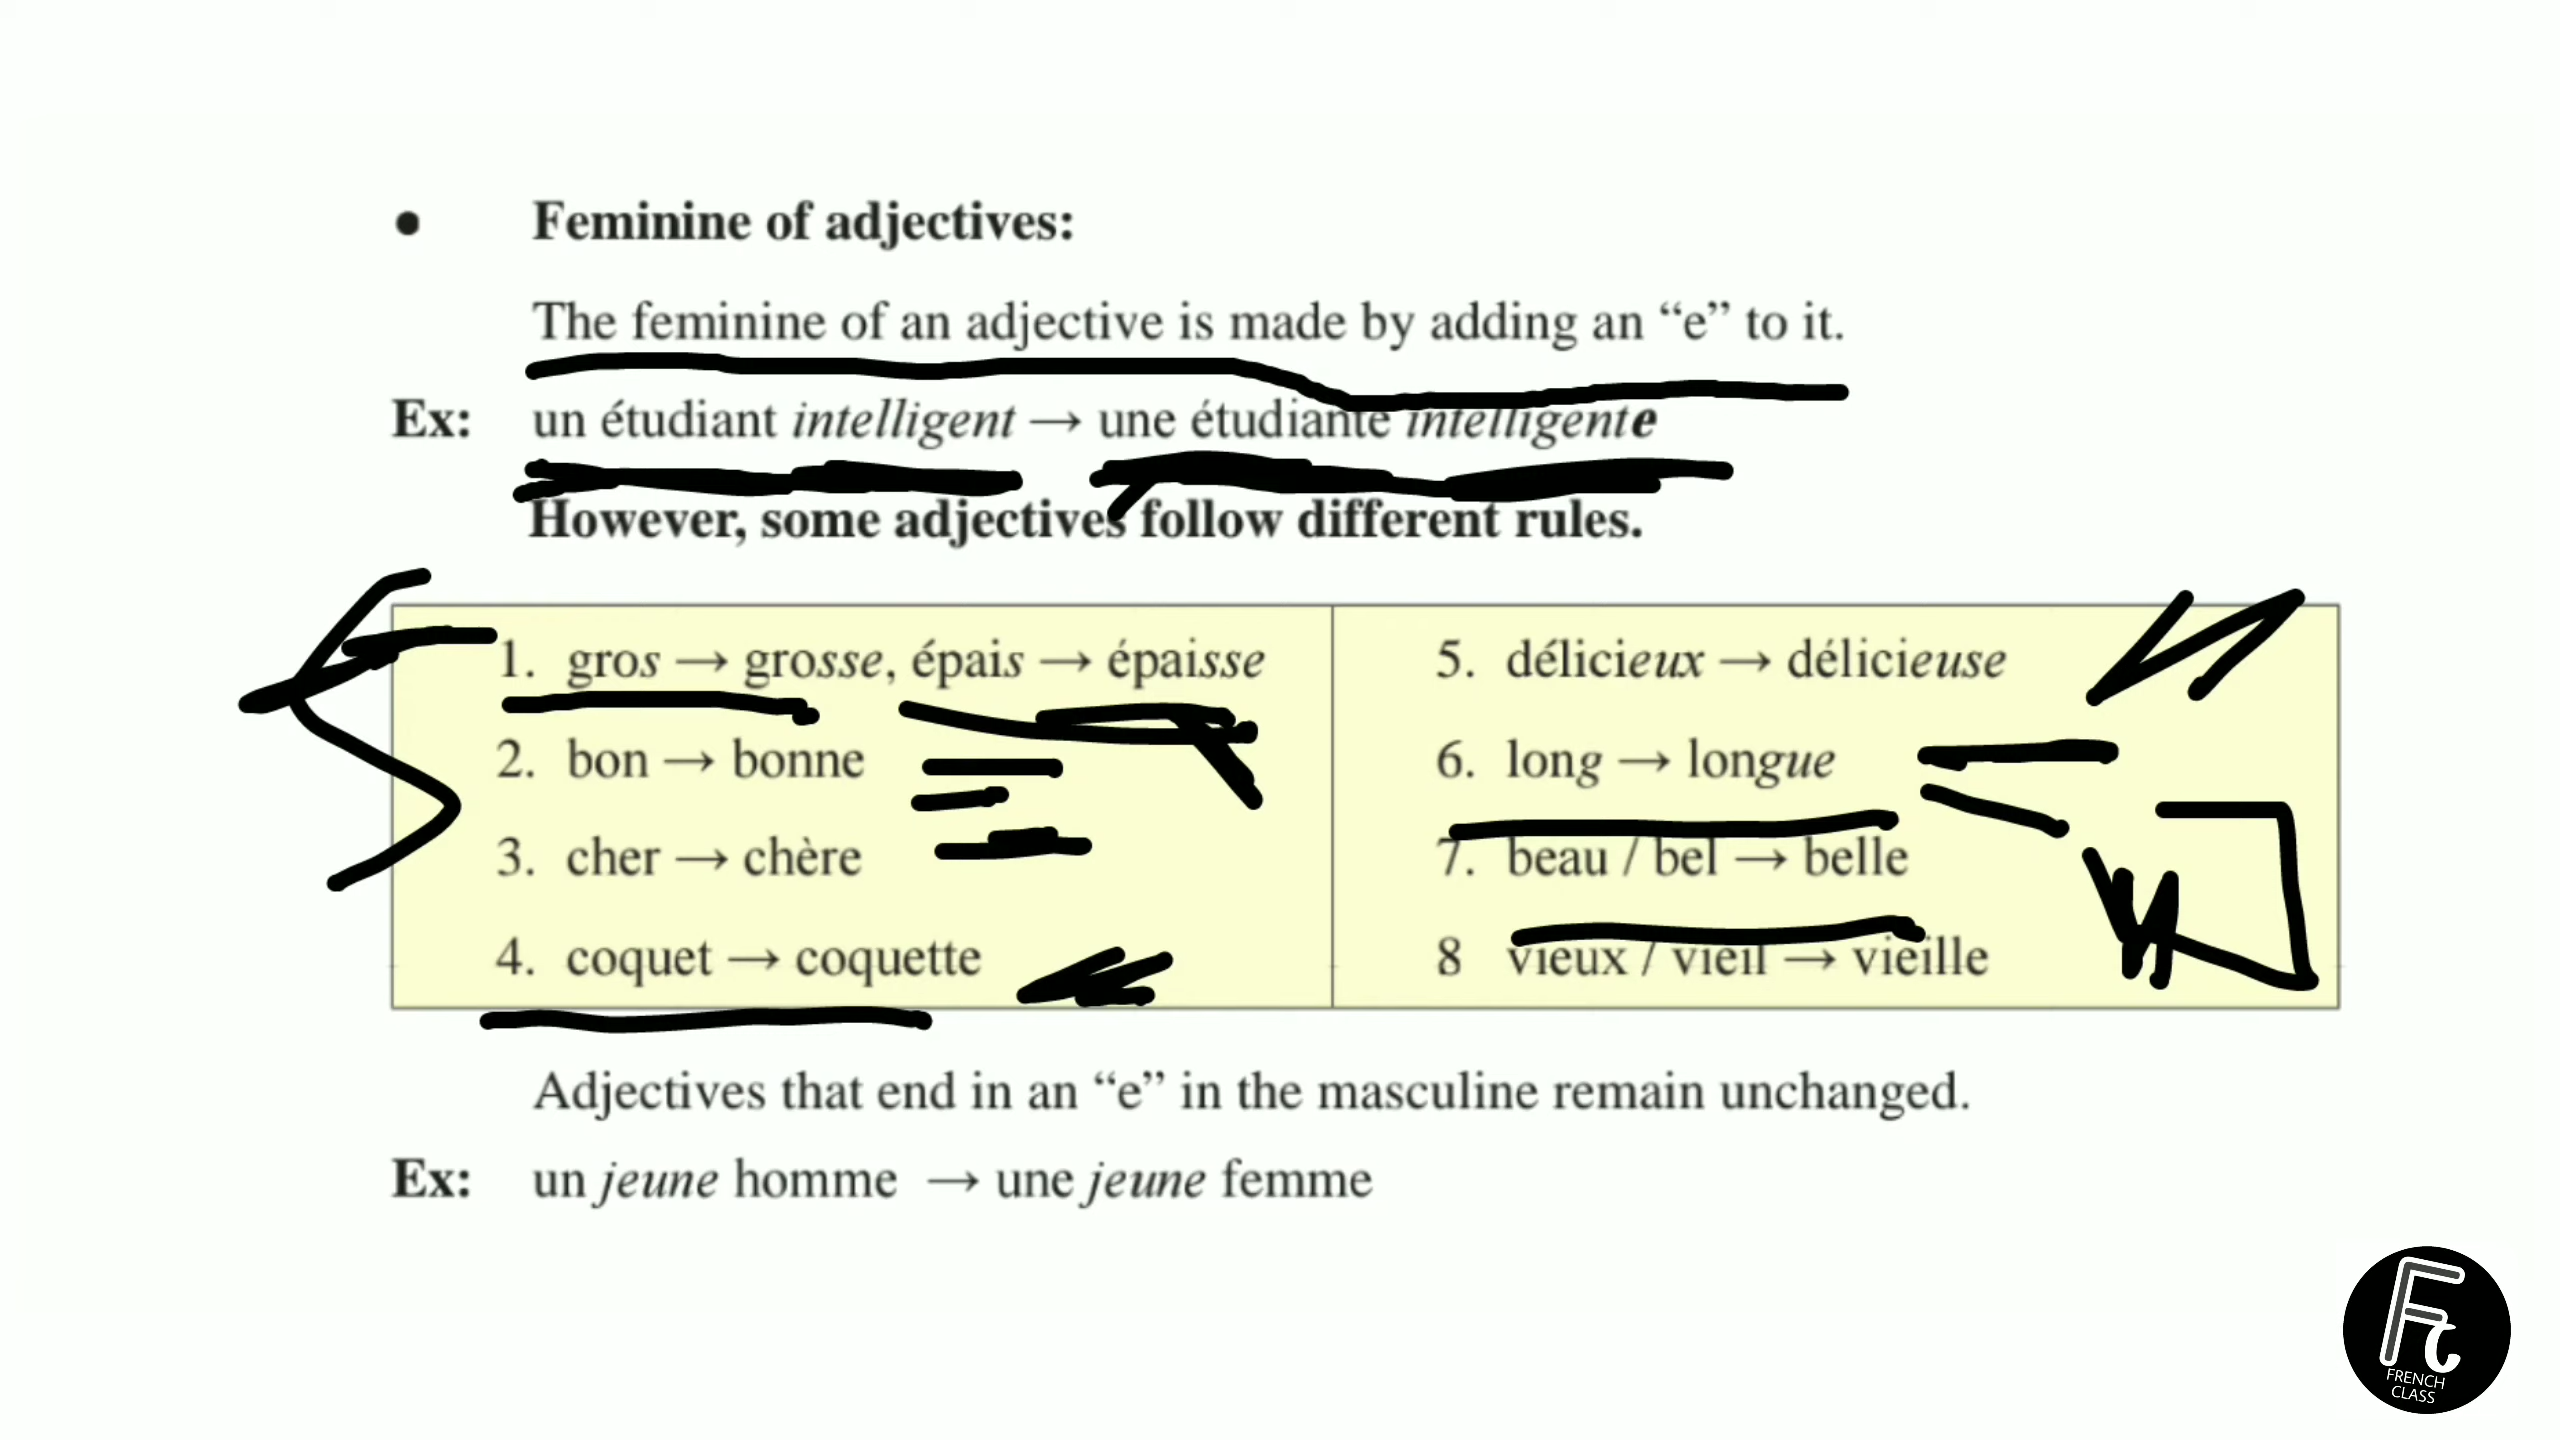 • Feminine of adjectives:
The feminine of an adjective is made by adding an “e” to it.
Ex: un étudiant intelligent → une étudiante intelligente
However, some adjectives follow different rules.
1. gros → grosse, épais → épaisse
2. bon → bonne
3. cher → chère
4. coquet → coquette
5. délicieux → délicieuse
6. long → longue
7. beau / bel → belle
8 vieux / vieil → vieille
Adjectives that end in an “e” in the masculine remain unchanged.
Ex: un jeune homme → une jeune femme
Fc
FRENCH
CLASS